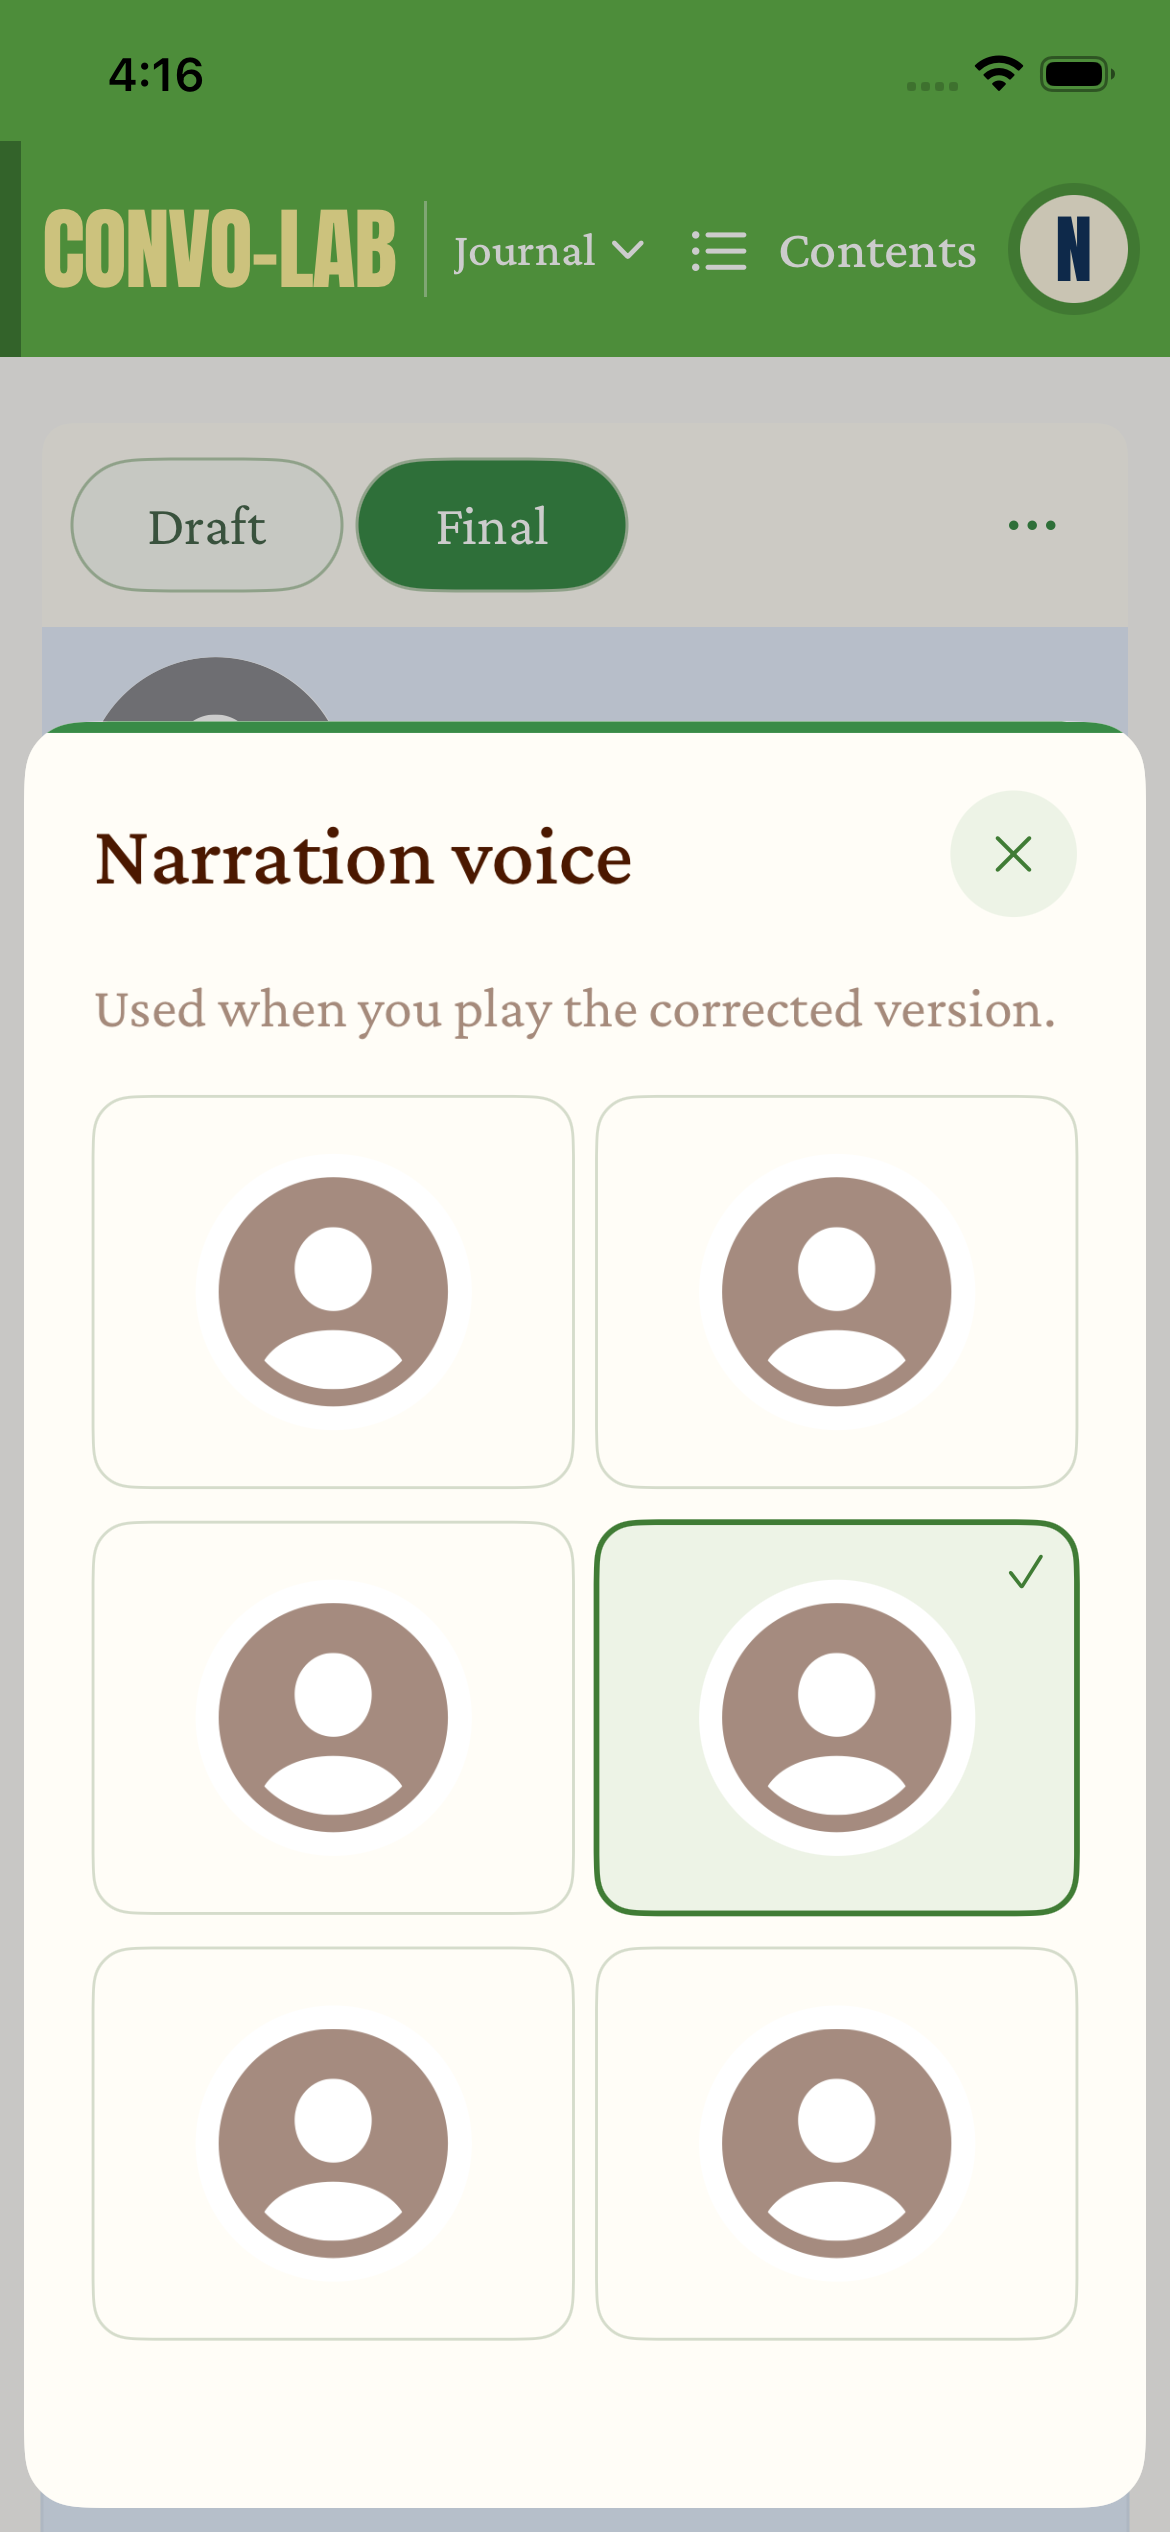 4:16
CONVO-LAB
Journal
Contents
N
Draft
Final
Narration voice
Used when you play the corrected version.